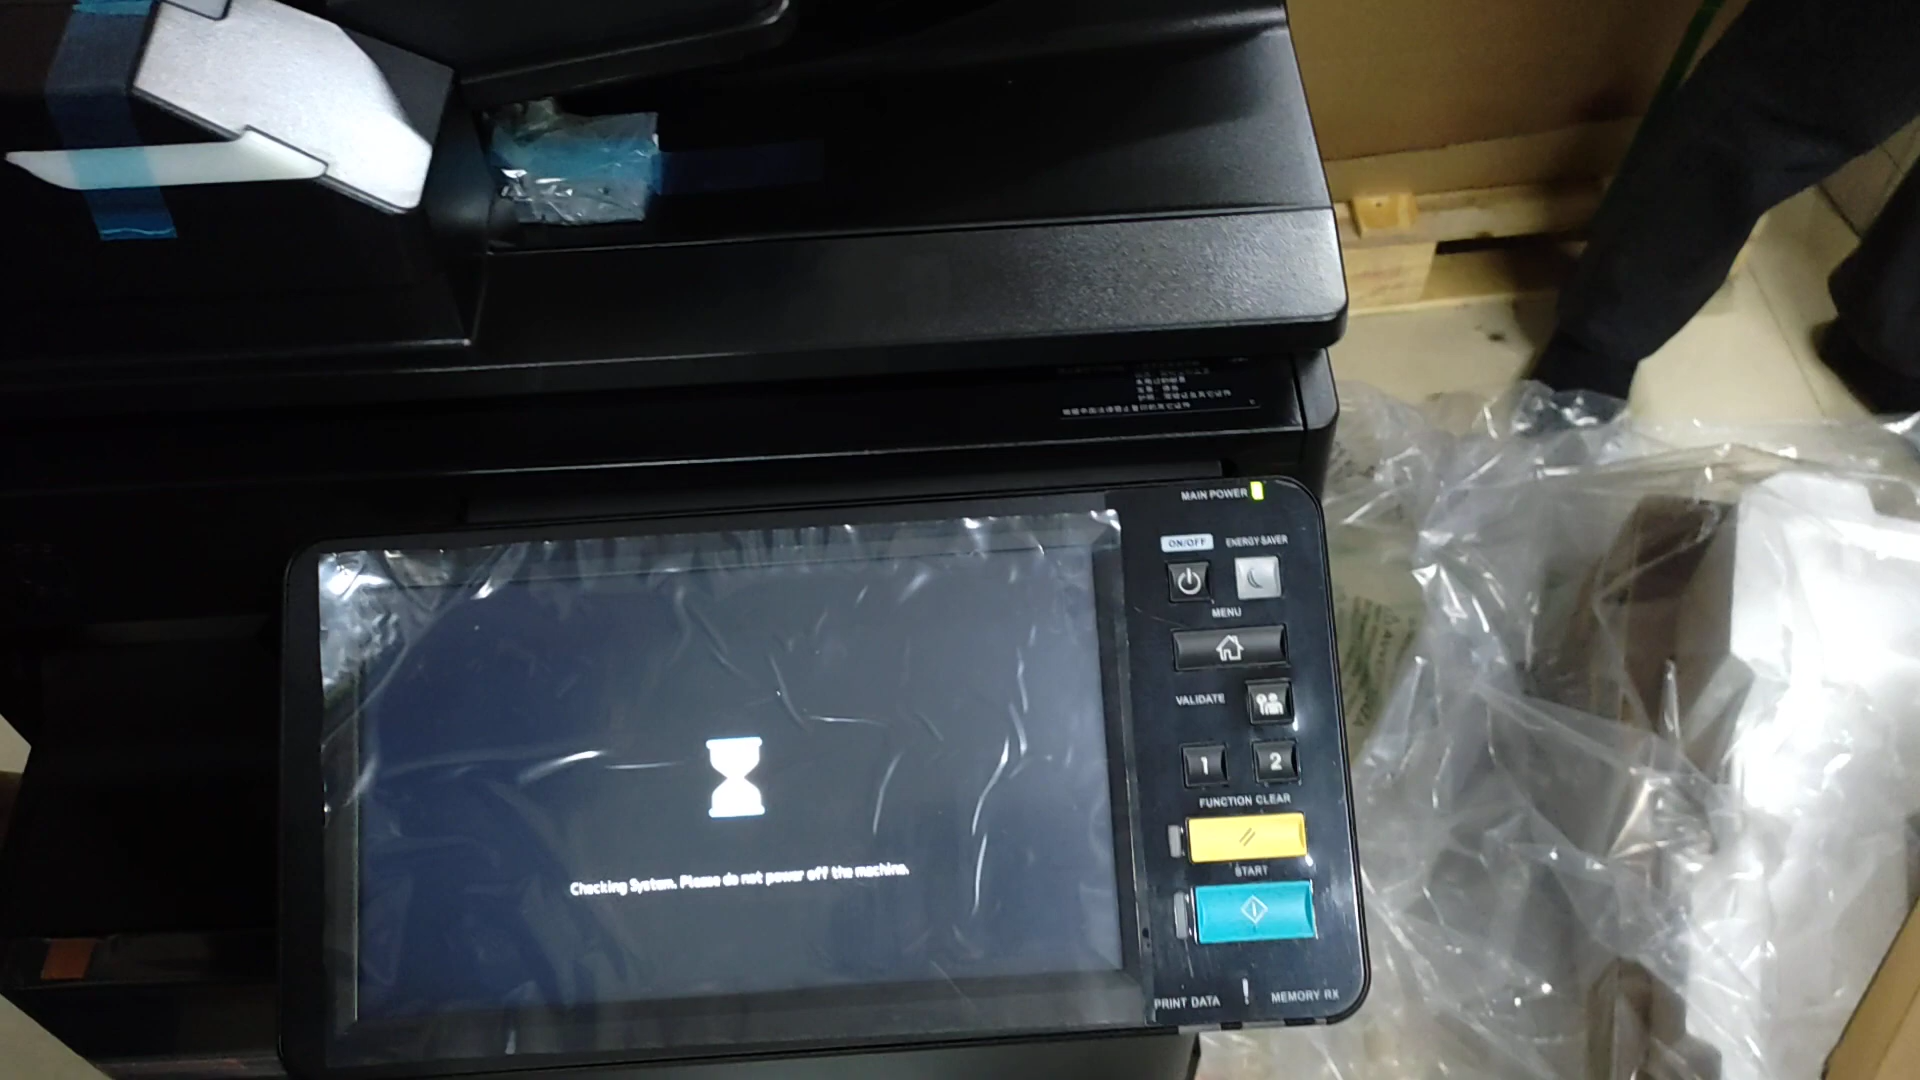 MAIN POWER
ON/OFF
ENERGY SAVER
MENU
VALIDATE
1
2
FUNCTION CLEAR
START
PRINT DATA
!
MEMORY RX
Checking System. Please do not power off the machine.